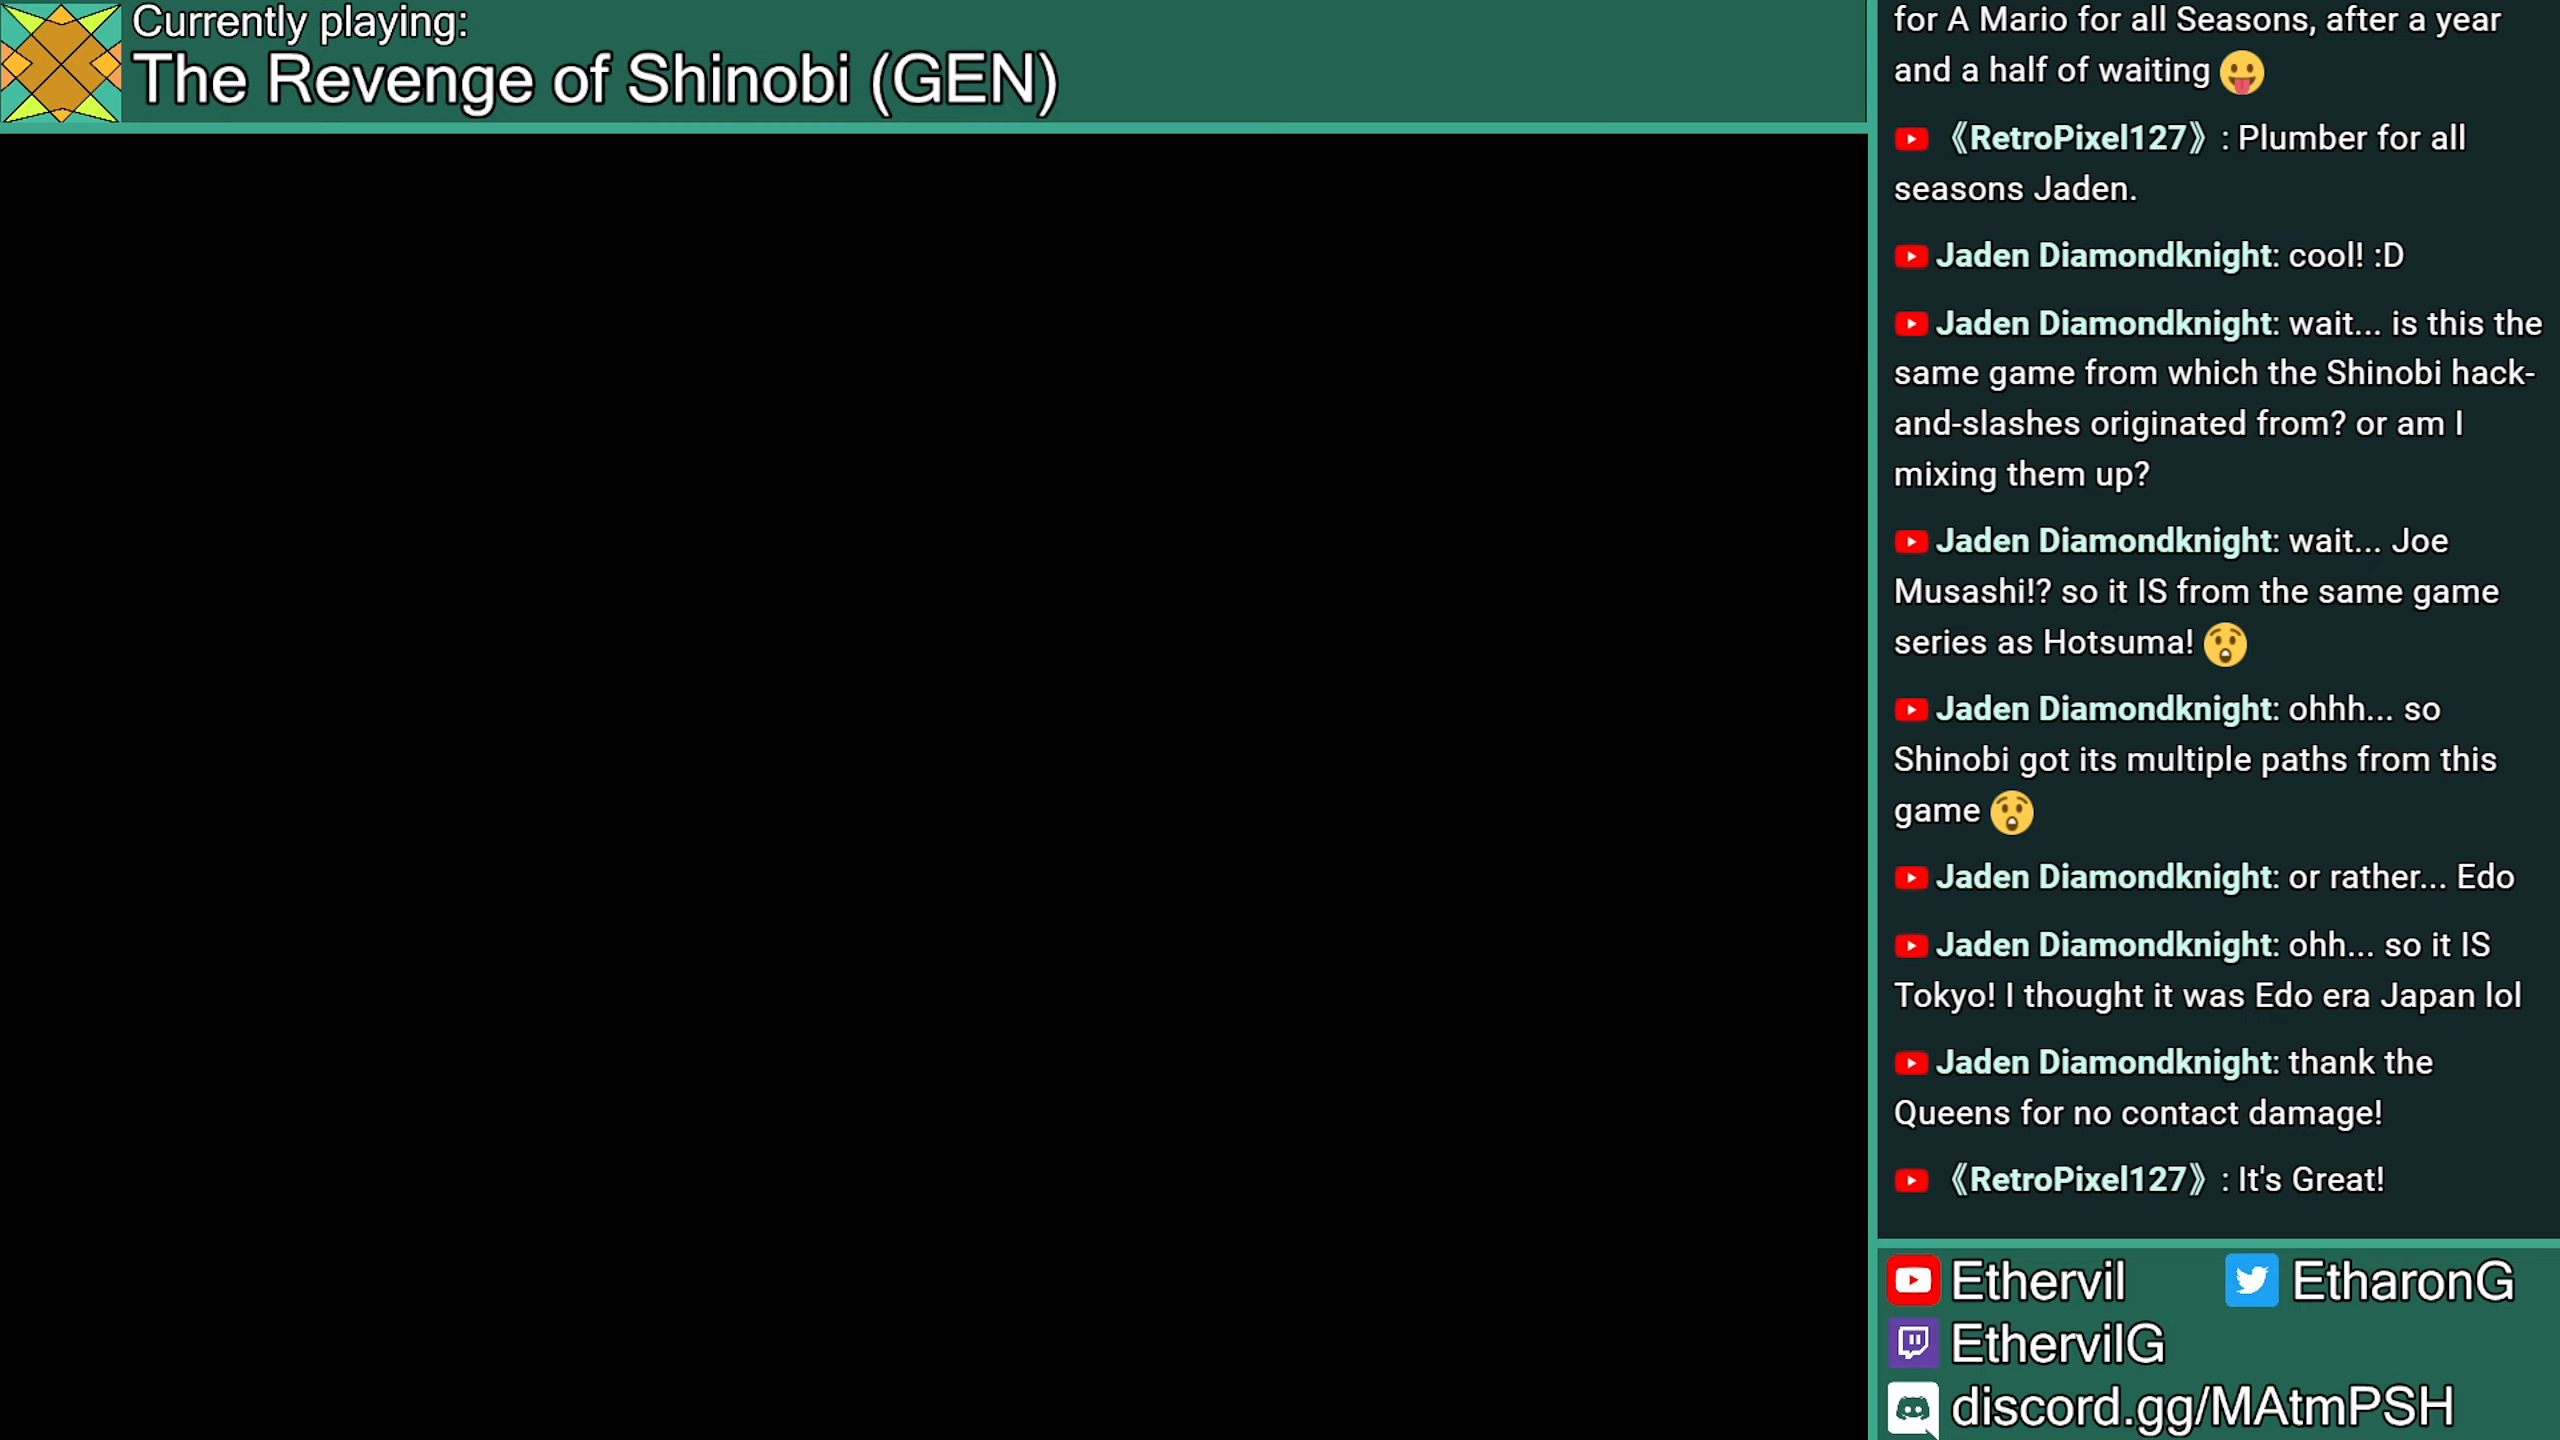 Currently playing:
The Revenge of Shinobi (GEN)
for A Mario for all Seasons, after a year
and a half of waiting 😛
《RetroPixel127》 : Plumber for all
seasons Jaden.
Jaden Diamondknight: cool! :D
Jaden Diamondknight: wait... is this the
same game from which the Shinobi hack-
and-slashes originated from? or am I
mixing them up?
Jaden Diamondknight: wait... Joe
Musashi!? so it IS from the same game
series as Hotsuma! 😲
Jaden Diamondknight: ohhh... so
Shinobi got its multiple paths from this
game 😲
Jaden Diamondknight: or rather... Edo
Jaden Diamondknight: ohh... so it IS
Tokyo! I thought it was Edo era Japan lol
Jaden Diamondknight: thank the
Queens for no contact damage!
《RetroPixel127》 : It's Great!
Ethervil EtharonG
EthervilG
discord.gg/MAtmPSH